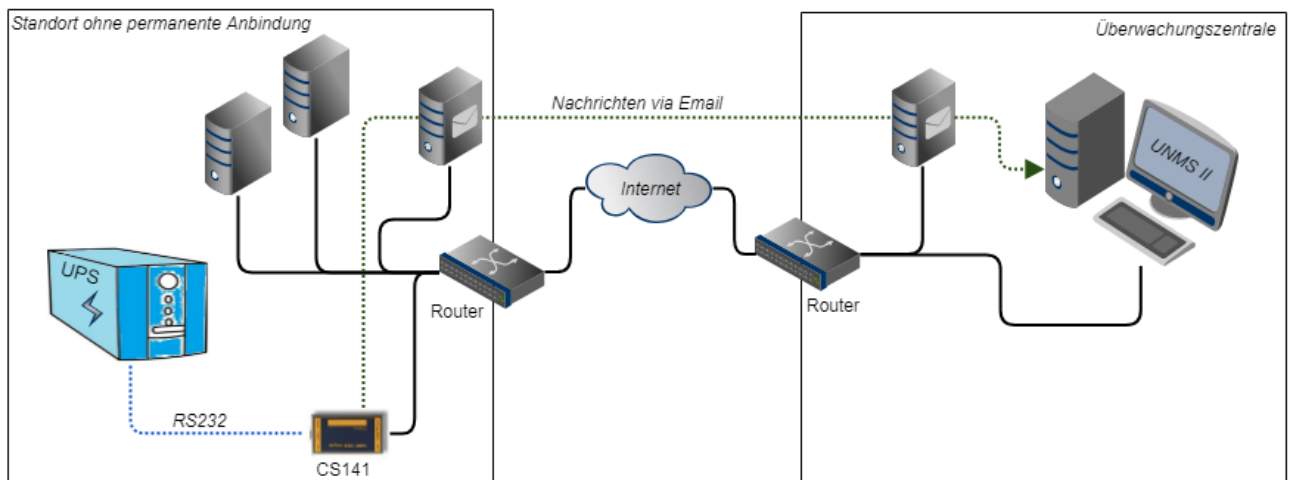 Standort ohne permanente Anbindung
Überwachungszentrale
Nachrichten via Email
UNMS II
Internet
UPS
Router
Router
RS232
CS141